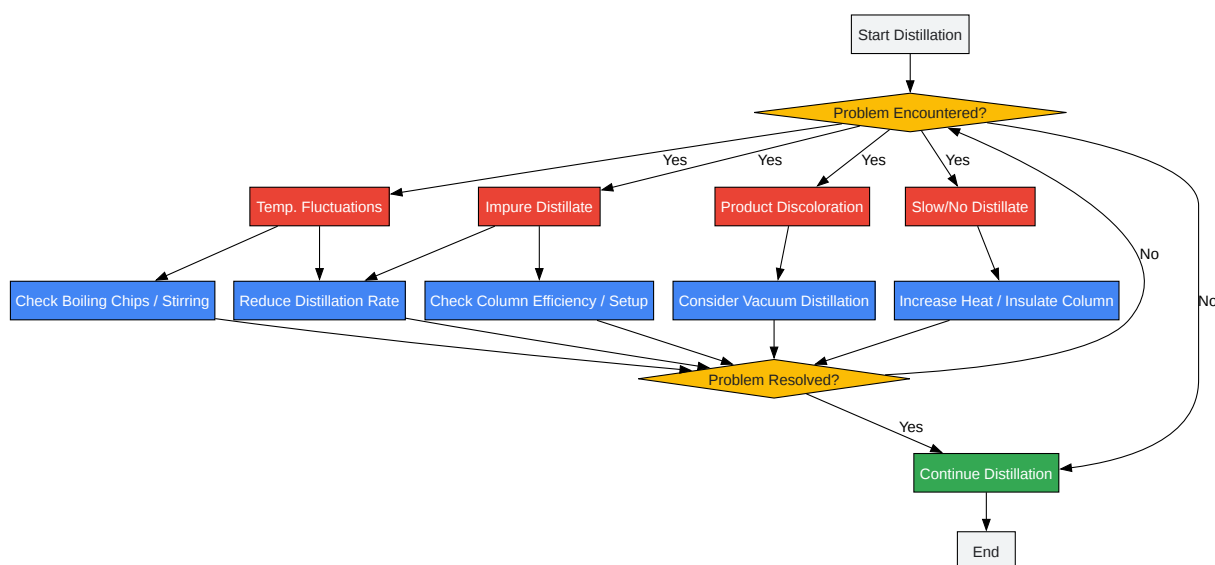 Start Distillation
Problem Encountered?
Yes
Yes
Yes
Yes
Temp. Fluctuations
Impure Distillate
Product Discoloration
Slow/No Distillate
No
No
Check Boiling Chips / Stirring
Reduce Distillation Rate
Check Column Efficiency / Setup
Consider Vacuum Distillation
Increase Heat / Insulate Column
Problem Resolved?
Yes
Continue Distillation
End